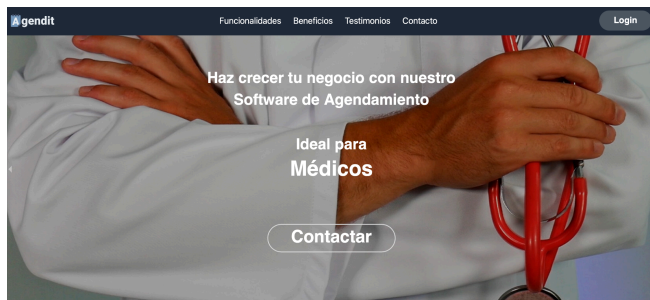 Agendit
Funcionalidades Beneficios Testimonios Contacto
Login
Haz crecer tu negocio con nuestro
Software de Agendamiento
Ideal para
Médicos
Contactar